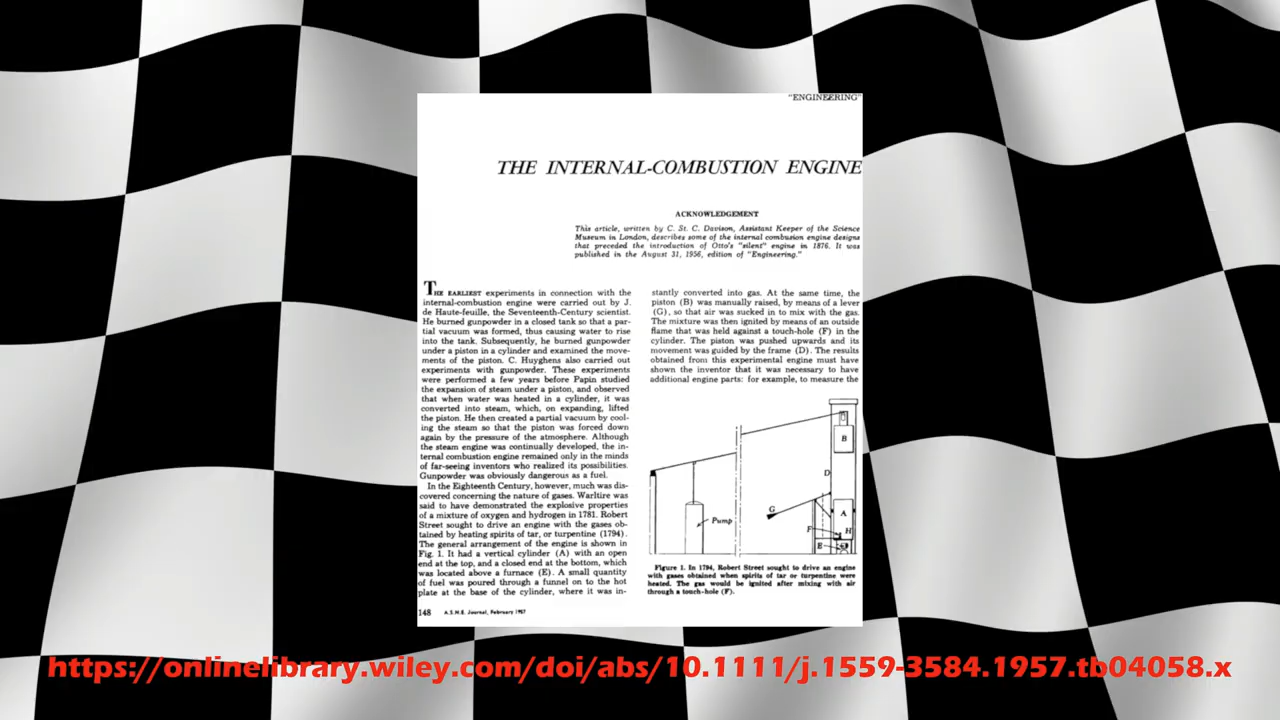 "ENGINEERING"
THE INTERNAL-COMBUSTION ENGINE
ACKNOWLEDGEMENT
This article, written by C. St. C. Davison, Assistant Keeper of the Science
Museum in London, describes some of the internal combustion engine designs
that preceded the introduction of Otto's "silent" engine in 1876. It was
published in the August 31, 1956, edition of "Engineering."
THE EARLIEST experiments in connection with the
internal-combustion engine were carried out by J.
de Haute-feuille, the Seventeenth-Century scientist.
He burned gunpowder in a closed tank so that a par-
tial vacuum was formed, thus causing water to rise
into the tank. Subsequently, he burned gunpowder
under a piston in a cylinder and examined the move-
ments of the piston. C. Huyghens also carried out
experiments with gunpowder. These experiments
were performed a few years before Papin studied
the expansion of steam under a piston, and observed
that when water was heated in a cylinder, it was
converted into steam, which, on expanding, lifted
the piston. He then created a partial vacuum by cool-
ing the steam so that the piston was forced down
again by the pressure of the atmosphere. Although
the steam engine was continually developed, the in-
ternal combustion engine remained only in the minds
of far-seeing inventors who realized its possibilities.
Gunpowder was obviously dangerous as a fuel.
In the Eighteenth Century, however, much was dis-
covered concerning the nature of gases. Warltire was
said to have demonstrated the explosive properties
of a mixture of oxygen and hydrogen in 1781. Robert
Street sought to drive an engine with the gases ob-
tained by heating spirits of tar, or turpentine (1794).
The general arrangement of the engine is shown in
Fig. 1. It had a vertical cylinder (A) with an open
end at the top, and a closed end at the bottom, which
was located above a furnace (E). A small quantity
of fuel was poured through a funnel on to the hot
plate at the base of the cylinder, where it was in-
stantly converted into gas. At the same time, the
piston (B) was manually raised, by means of a lever
(G), so that air was sucked in to mix with the gas.
The mixture was then ignited by means of an outside
flame that was held against a touch-hole (F) in the
cylinder. The piston was pushed upwards and its
movement was guided by the frame (D). The results
obtained from this experimental engine must have
shown the inventor that it was necessary to have
additional engine parts: for example, to measure the
B
D
G
A
F
H
E
Pump
Figure 1. In 1794, Robert Street sought to drive an engine
with gases obtained when spirits of tar or turpentine were
heated. The gas would be ignited after mixing with air
through a touch-hole (F).
148 A.S.N.E. Journal, February 1957
https://onlinelibrary.wiley.com/doi/abs/10.1111/j.1559-3584.1957.tb04058.x